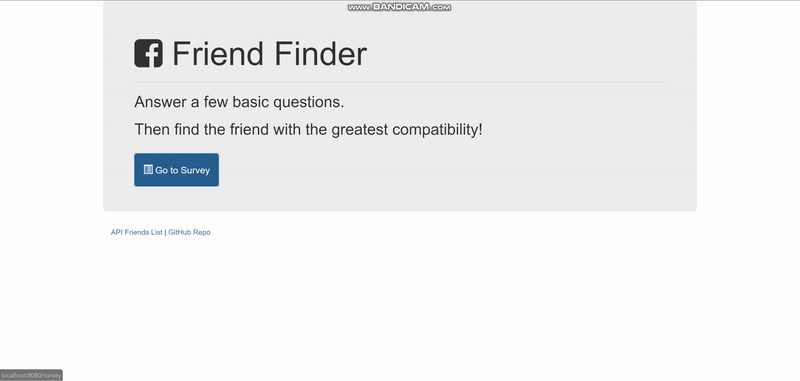 www.BANDICAM.com
Friend Finder
Answer a few basic questions.
Then find the friend with the greatest compatibility!
Go to Survey
API Friends List | GitHub Repo
localhost:8080/survey